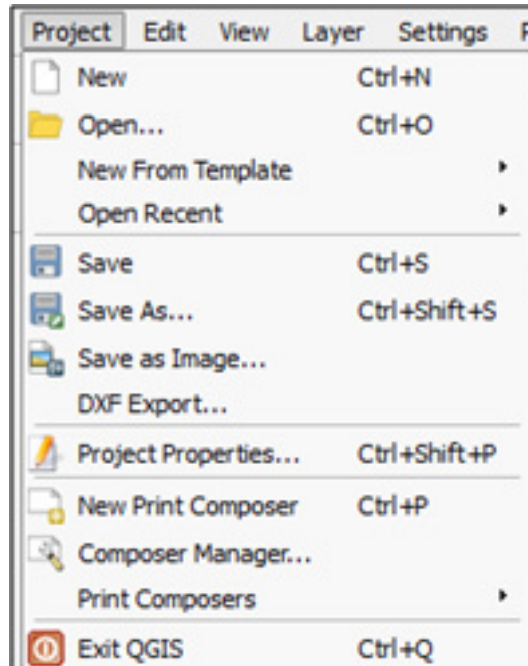 Project Edit View Layer Settings
New Ctrl+N
Open... Ctrl+O
New From Template
Open Recent
Save Ctrl+S
Save As... Ctrl+Shift+S
Save as Image...
DXF Export...
Project Properties... Ctrl+Shift+P
New Print Composer Ctrl+P
Composer Manager...
Print Composers
Exit QGIS Ctrl+Q